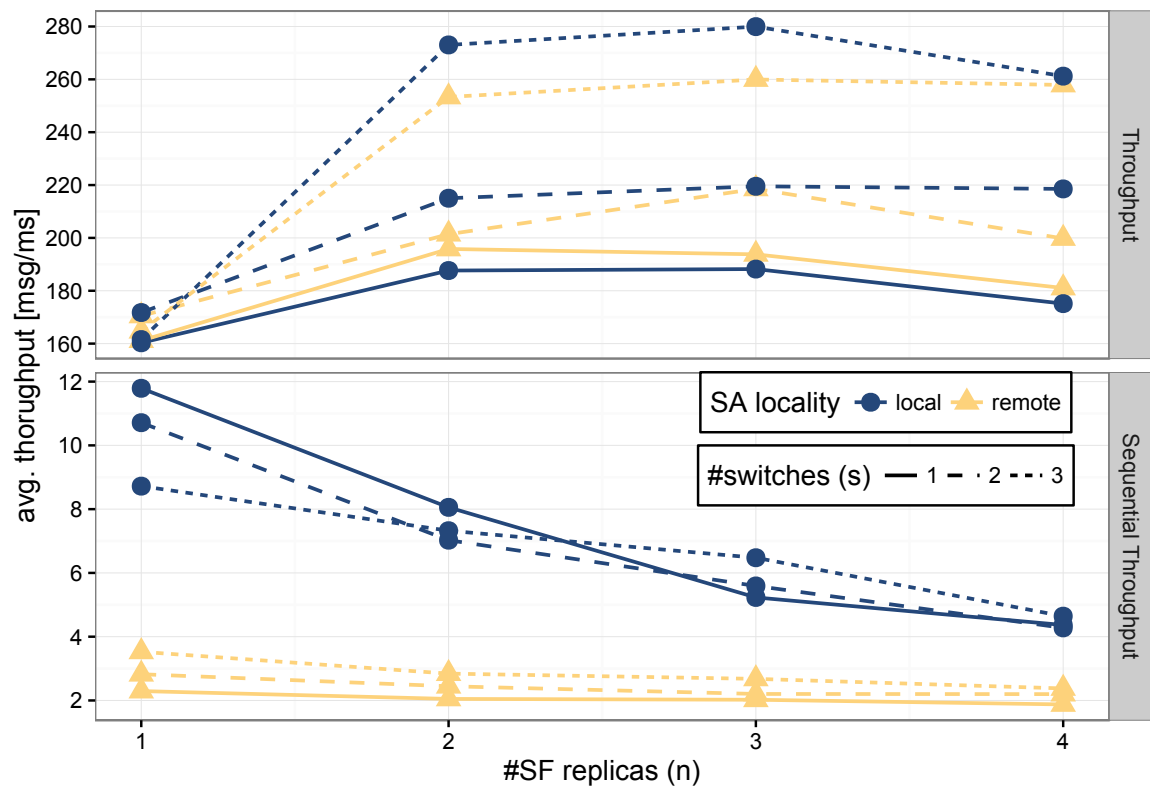 280
260
240
220
200
180
160
Throughput
avg. thorughput [msg/ms]
12
10
8
6
4
2
SA locality local remote
#switches (s) 1 2 3
Sequential Throughput
1 2 3 4
#SF replicas (n)